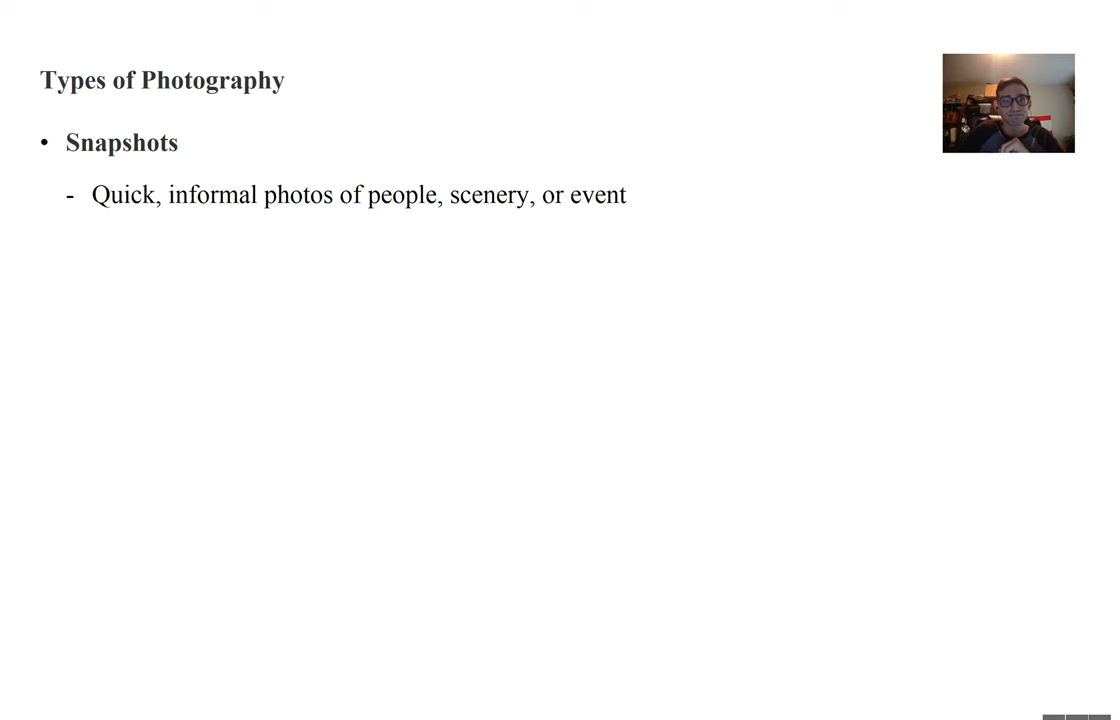 Types of Photography
• Snapshots
- Quick, informal photos of people, scenery, or event